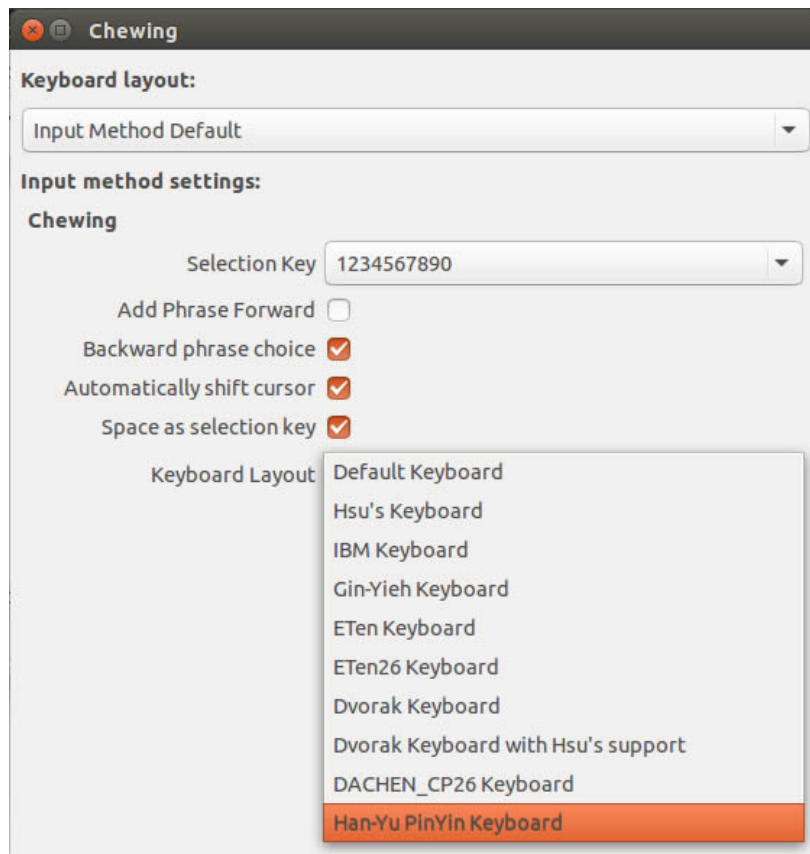 Chewing
Keyboard layout:
Input Method Default
Input method settings:
Chewing
Selection Key 1234567890
Add Phrase Forward
Backward phrase choice
Automatically shift cursor
Space as selection key
Keyboard Layout Default Keyboard
Hsu's Keyboard
IBM Keyboard
Gin-Yieh Keyboard
ETen Keyboard
ETen26 Keyboard
Dvorak Keyboard
Dvorak Keyboard with Hsu's support
DACHEN_CP26 Keyboard
Han-Yu PinYin Keyboard